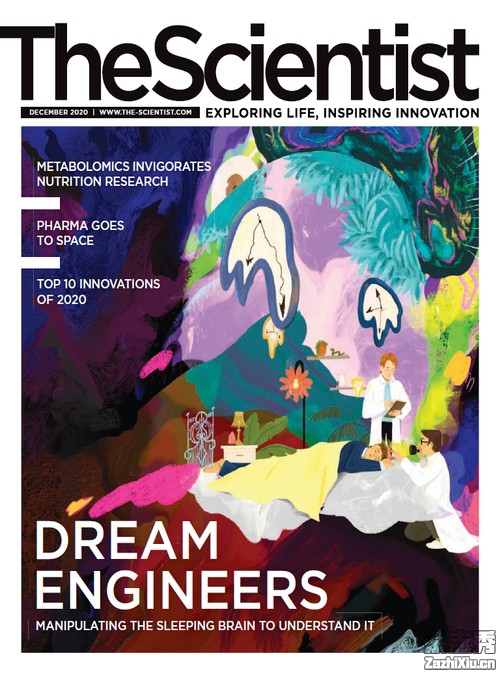 TheScientist
DECEMBER 2020 | WWW.THE-SCIENTIST.COM
EXPLORING LIFE, INSPIRING INNOVATION
METABOLOMICS INVIGORATES
NUTRITION RESEARCH
PHARMA GOES
TO SPACE
TOP 10 INNOVATIONS
OF 2020
DREAM
ENGINEERS
MANIPULATING THE SLEEPING BRAIN TO UNDERSTAND IT
ZazhiXiu.cn